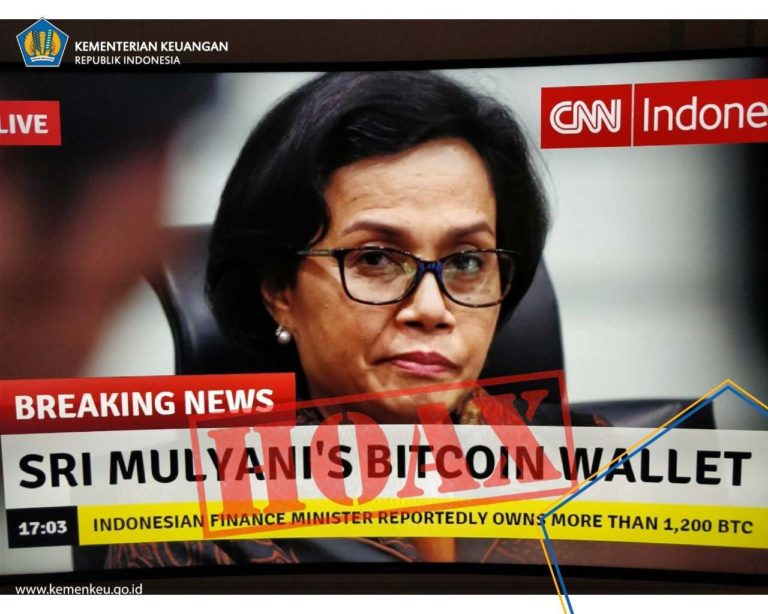 KEMENTERIAN KEUANGAN
REPUBLIK INDONESIA
LIVE
CNN Indone
BREAKING NEWS
HOAX
SRI MULYANI'S BITCOIN WALLET
17:03 INDONESIAN FINANCE MINISTER REPORTEDLY OWNS MORE THAN 1,200 BTC
www.kemenkeu.go.id